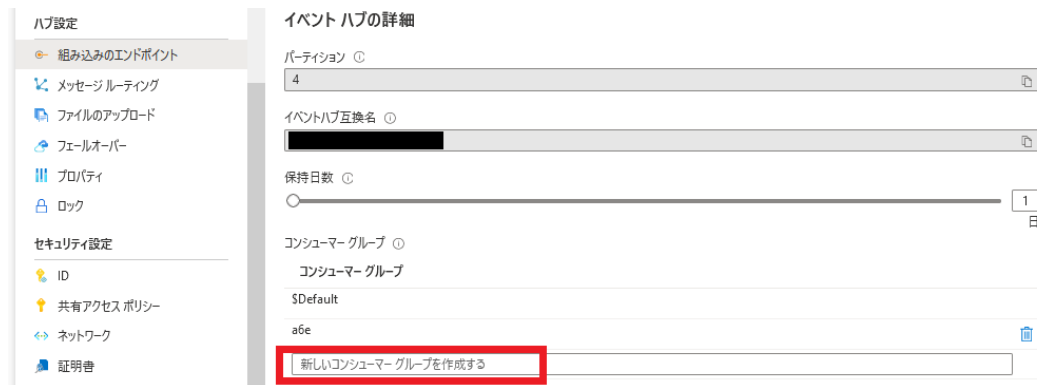 ハブ設定
組み込みのエンドポイント
メッセージ ルーティング
ファイルのアップロード
フェールオーバー
プロパティ
ロック
セキュリティ設定
ID
共有アクセス ポリシー
ネットワーク
証明書
イベント ハブの詳細
パーティション
4
イベントハブ互換名
保持日数
1
日
コンシューマー グループ
コンシューマー グループ
$Default
a6e
新しいコンシューマー グループを作成する